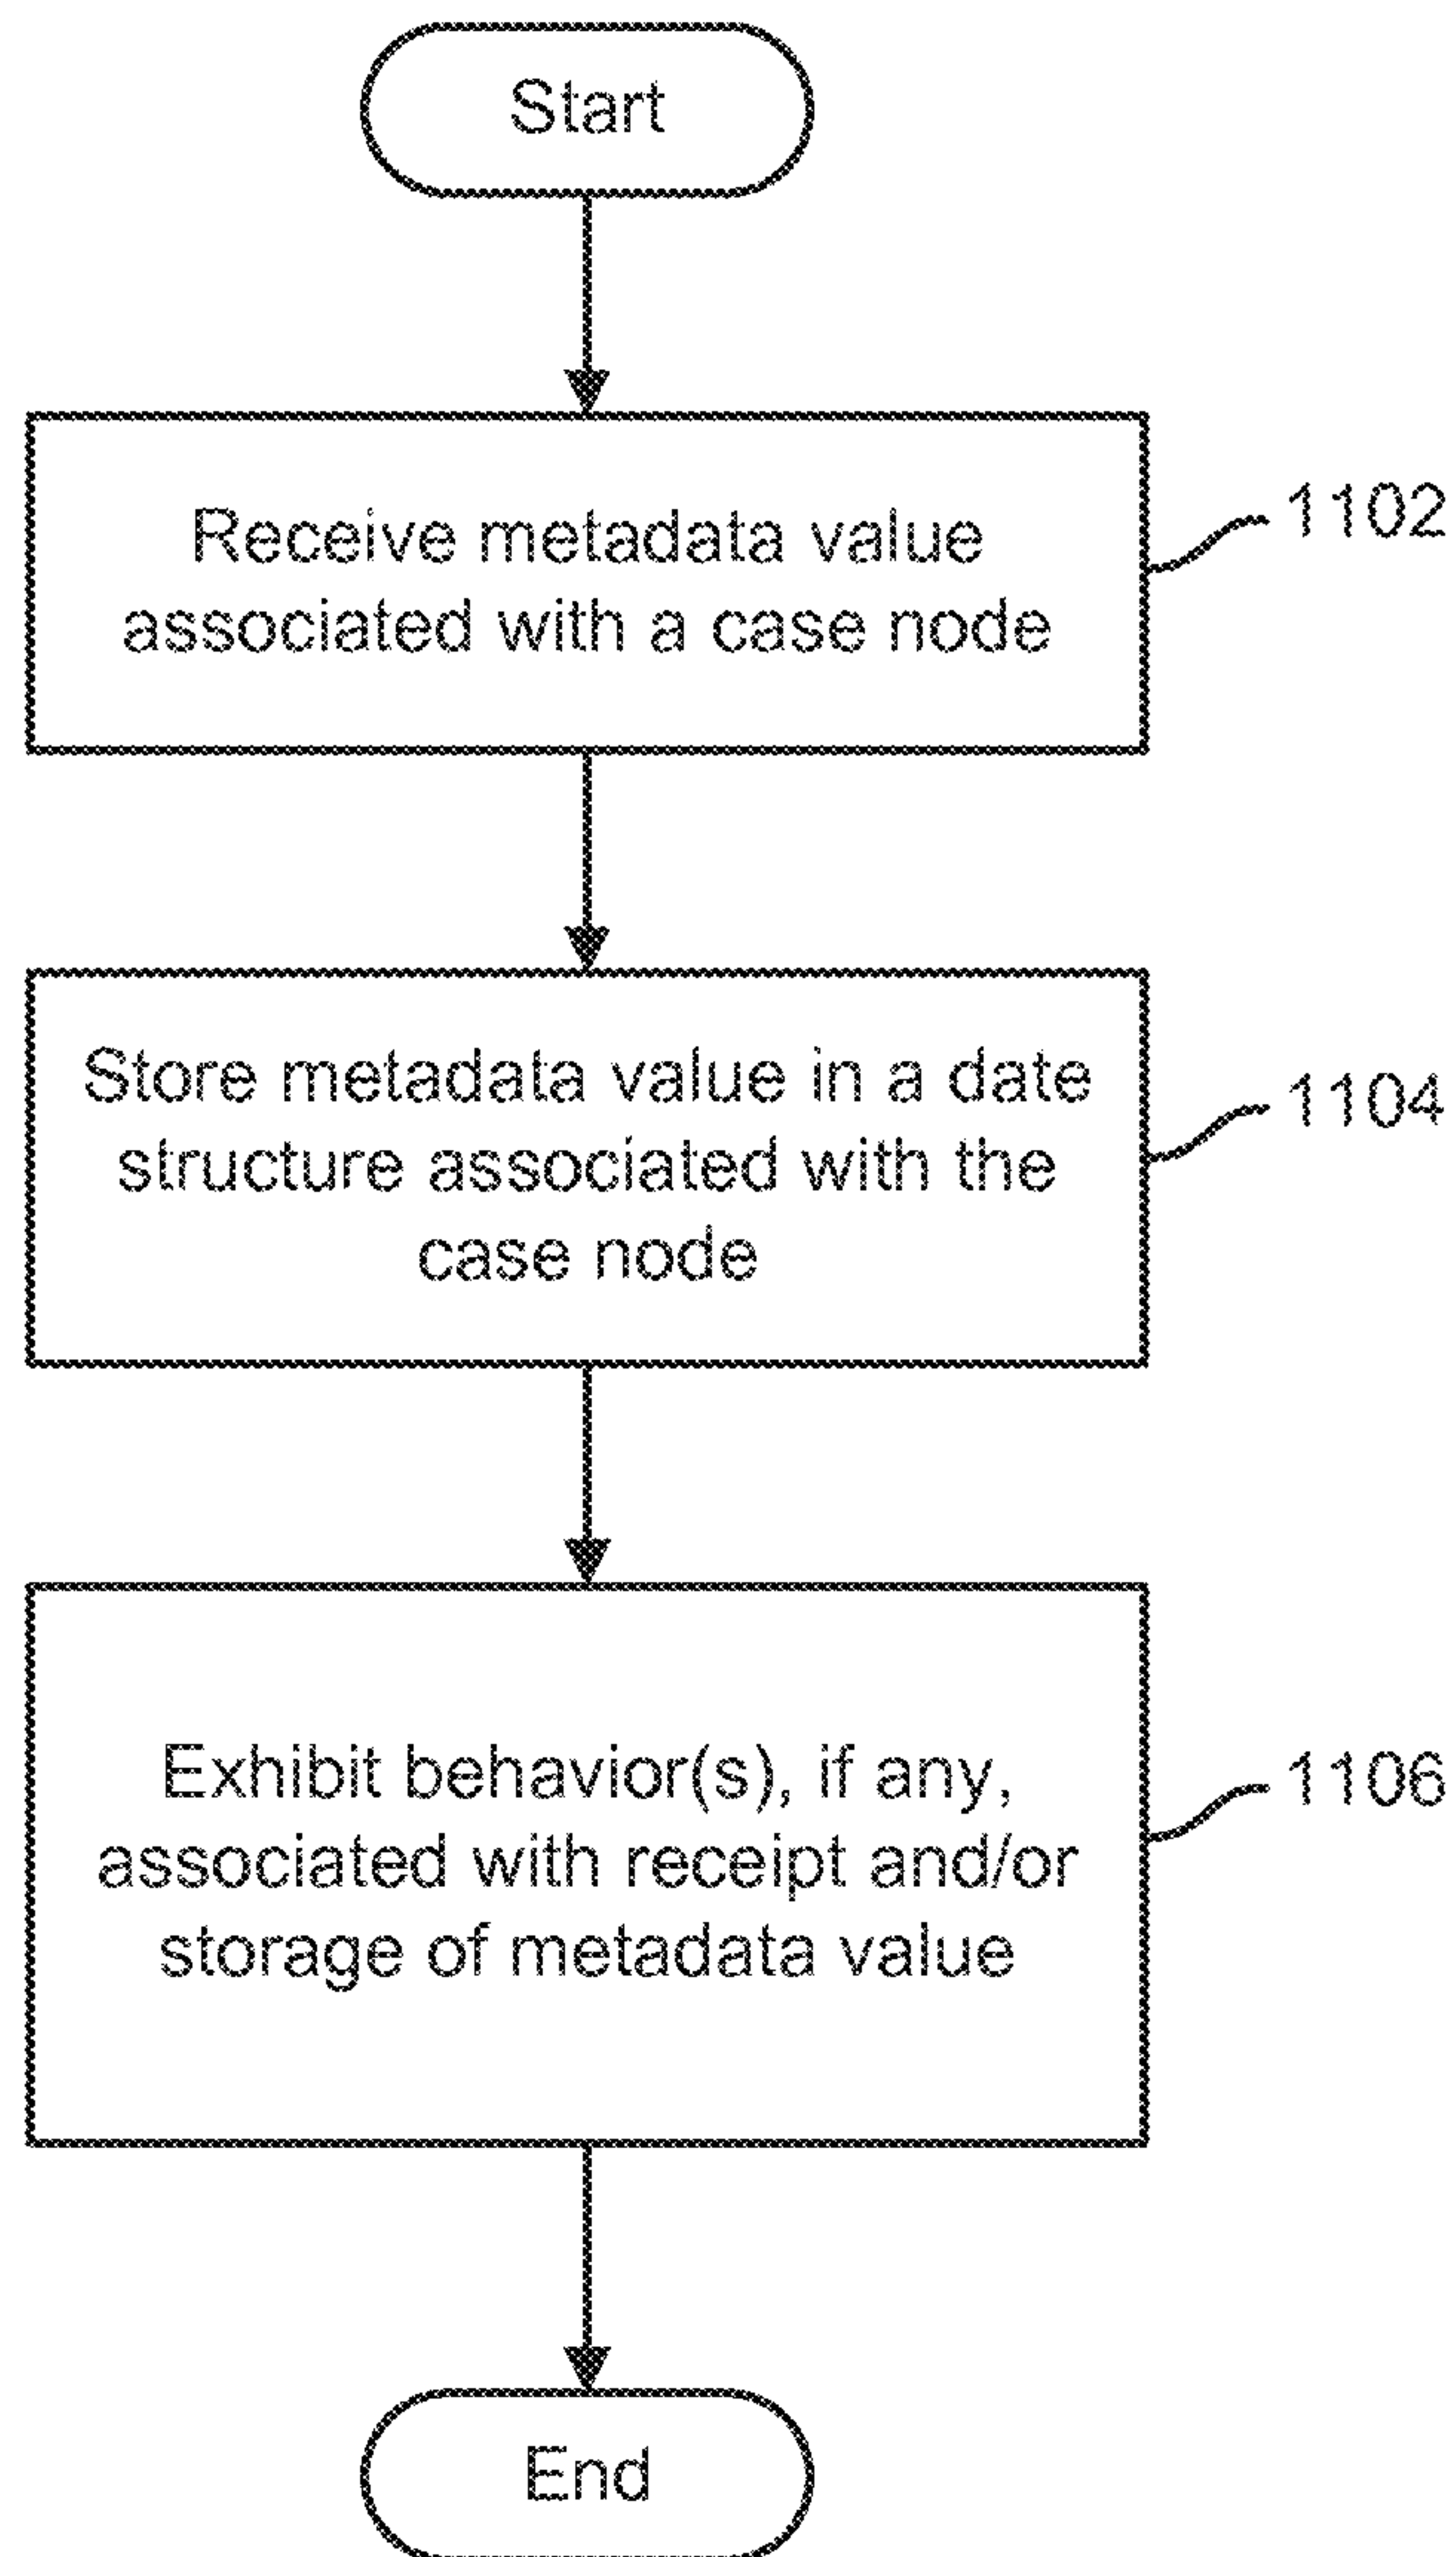 Start
Receive metadata value
associated with a case node
1102
Store metadata value in a date
structure associated with the
case node
1104
Exhibit behavior(s), if any,
associated with receipt and/or
storage of metadata value
1106
End